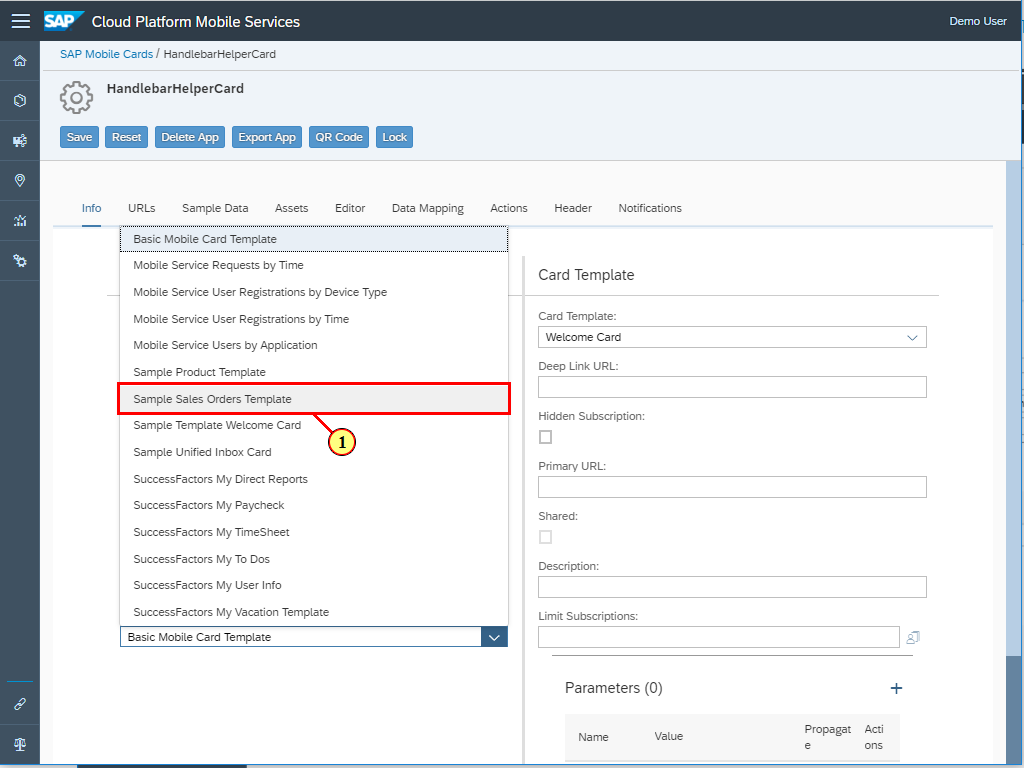 SAP Cloud Platform Mobile Services
Demo User
SAP Mobile Cards / HandlebarHelperCard
HandlebarHelperCard
Save Reset Delete App Export App QR Code Lock
Info URLs Sample Data Assets Editor Data Mapping Actions Header Notifications
Basic Mobile Card Template
Mobile Service Requests by Time
Mobile Service User Registrations by Device Type
Mobile Service User Registrations by Time
Mobile Service Users by Application
Sample Product Template
Sample Sales Orders Template
1
Sample Template Welcome Card
Sample Unified Inbox Card
SuccessFactors My Direct Reports
SuccessFactors My Paycheck
SuccessFactors My TimeSheet
SuccessFactors My To Dos
SuccessFactors My User Info
SuccessFactors My Vacation Template
Basic Mobile Card Template
Card Template
Card Template:
Welcome Card
Deep Link URL:
Hidden Subscription:
Primary URL:
Shared:
Description:
Limit Subscriptions:
Parameters (0)
Name Value Propagat Acti
e ons